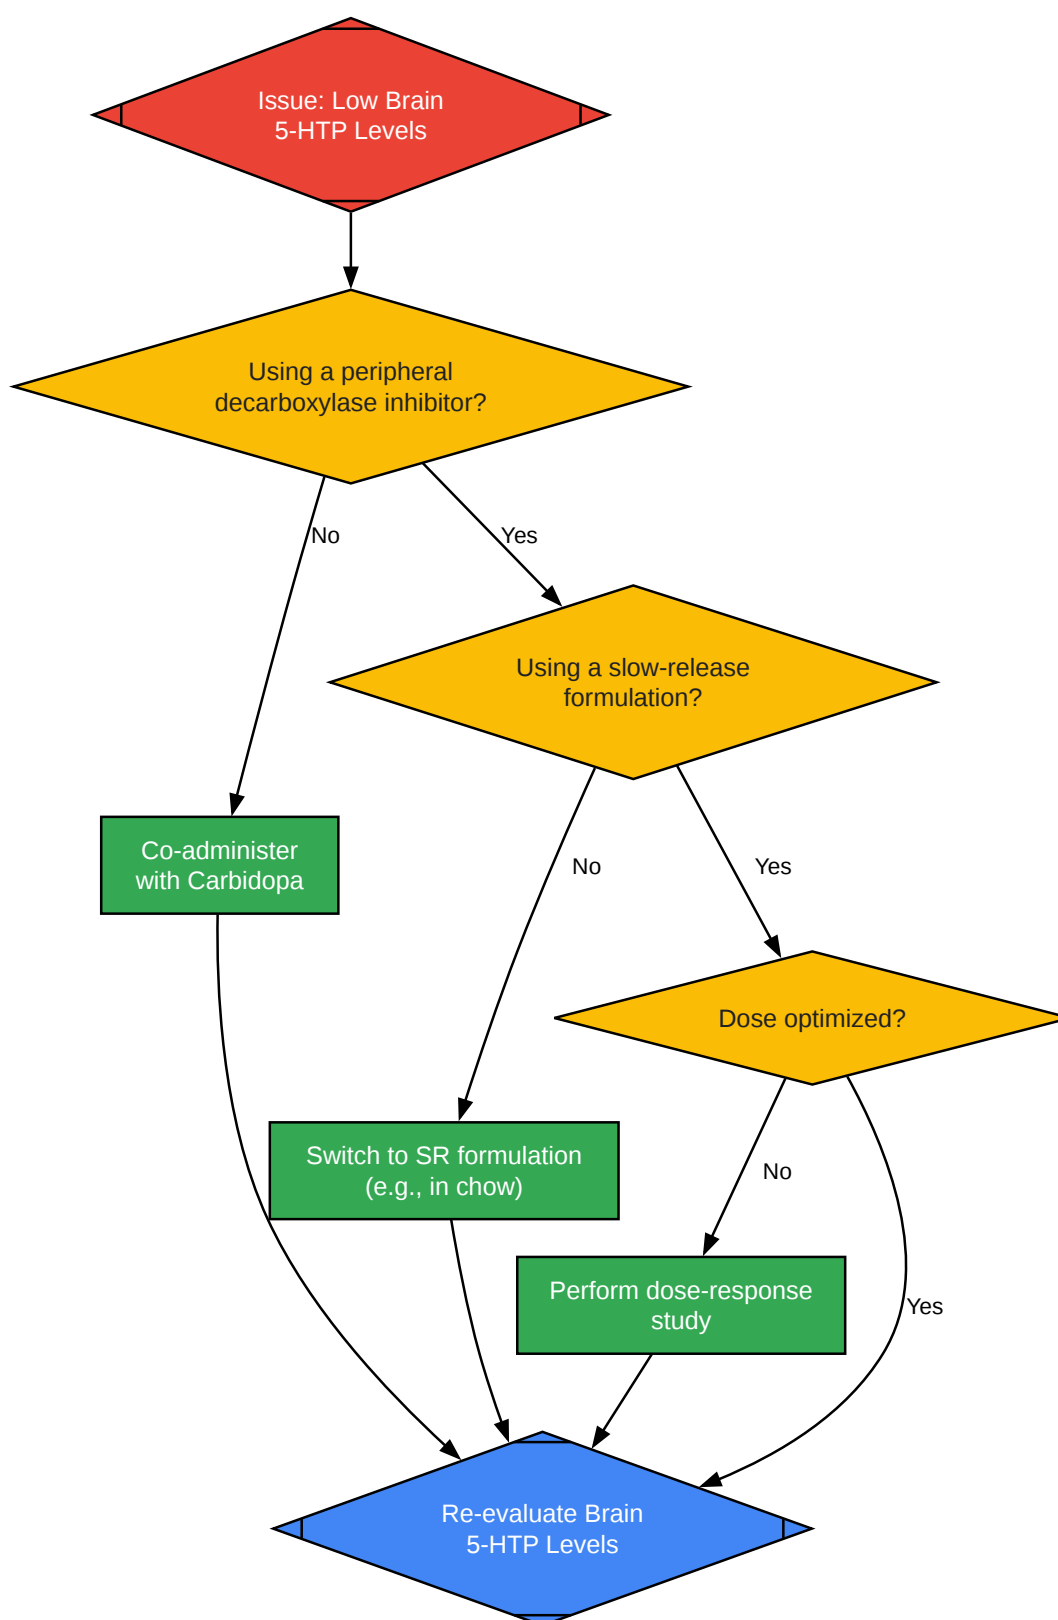 Issue: Low Brain
5-HTP Levels
Using a peripheral
decarboxylase inhibitor?
No
Yes
Using a slow-release
formulation?
Co-administer
with Carbidopa
No
Yes
Dose optimized?
Switch to SR formulation
(e.g., in chow)
No
Perform dose-response
study
Yes
Re-evaluate Brain
5-HTP Levels